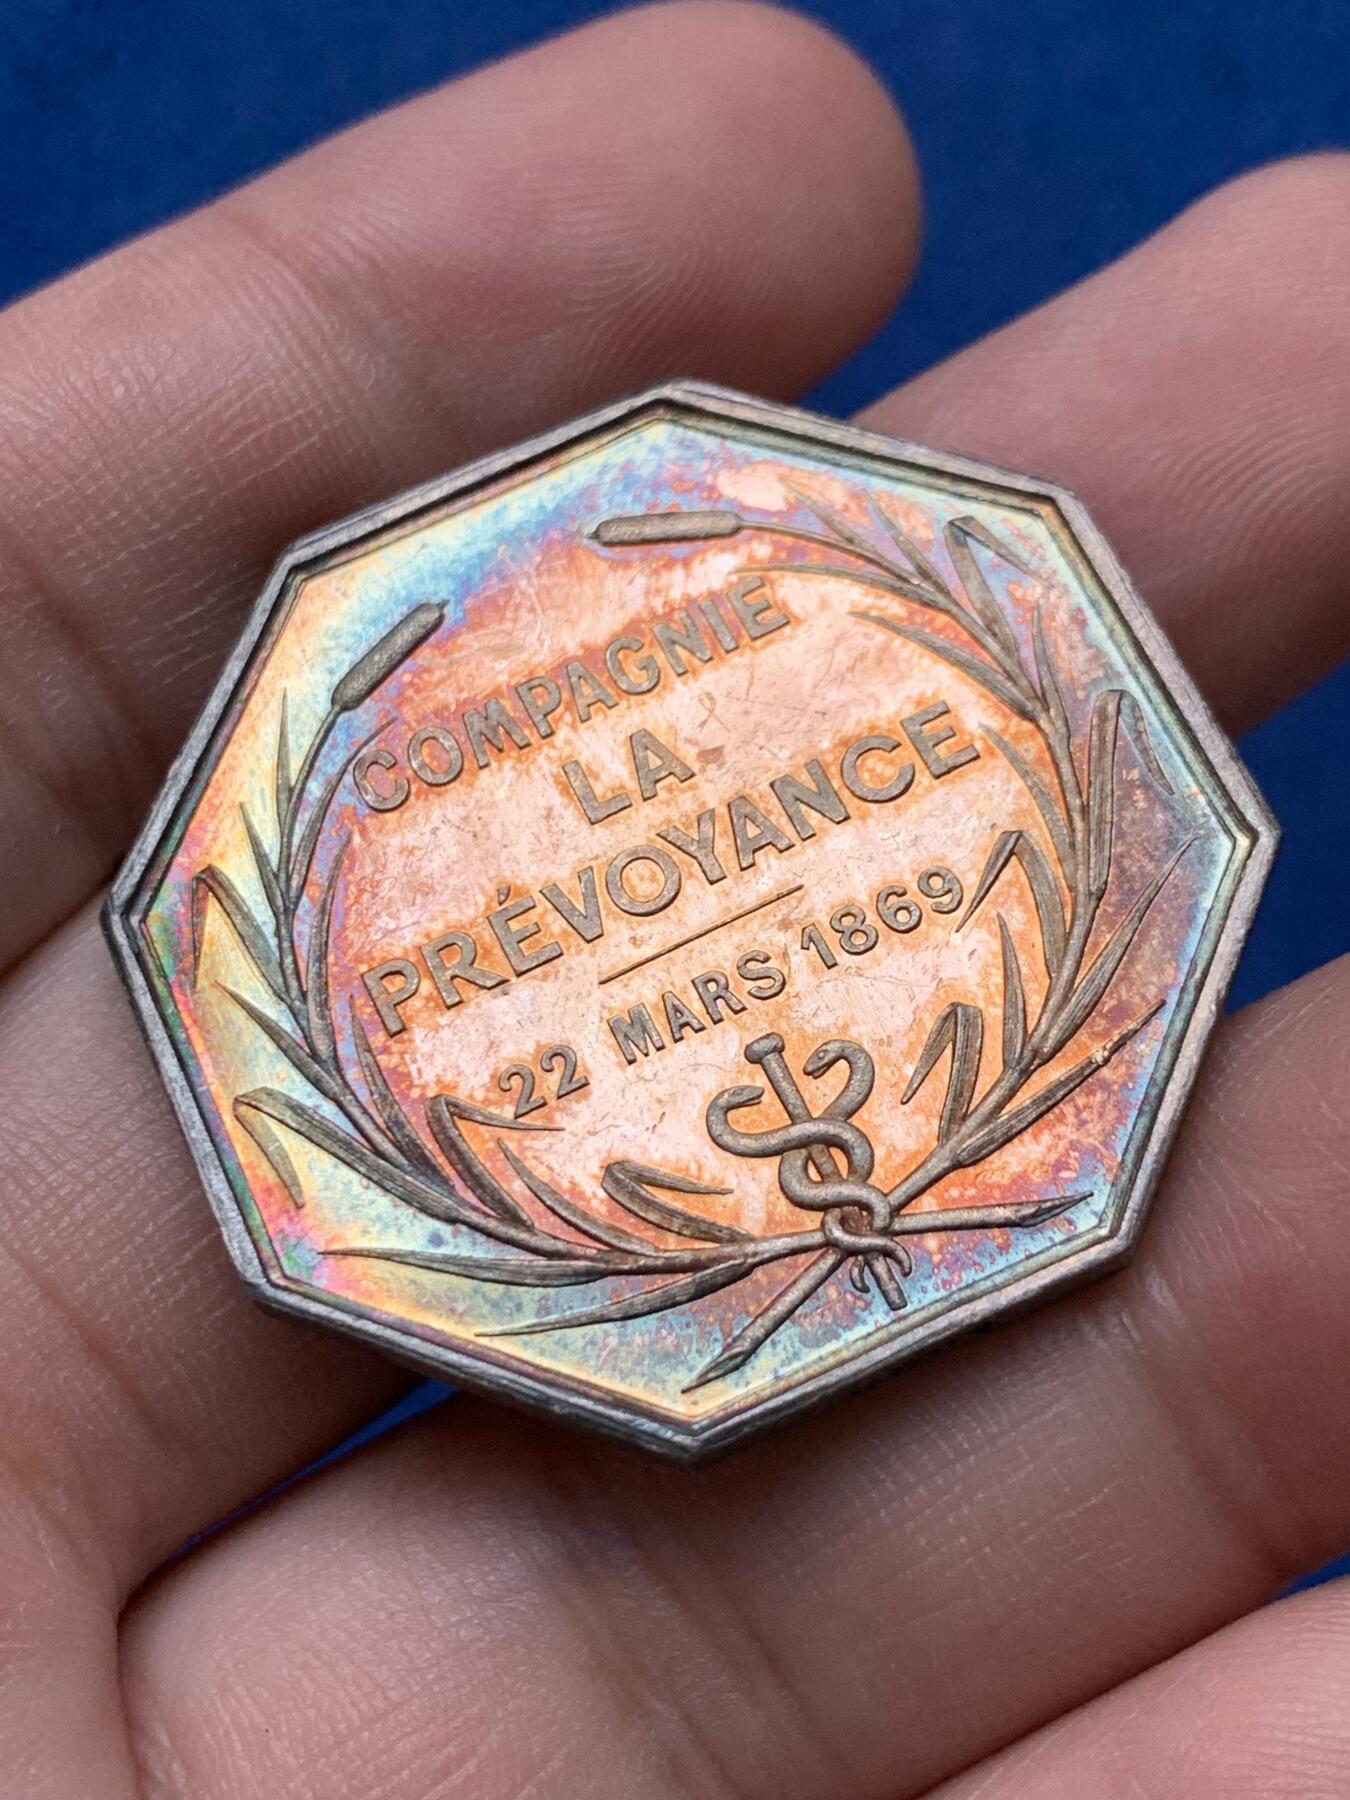 COMPAGNIE
LA
PRÉVOYANCE
22 MARS 1869